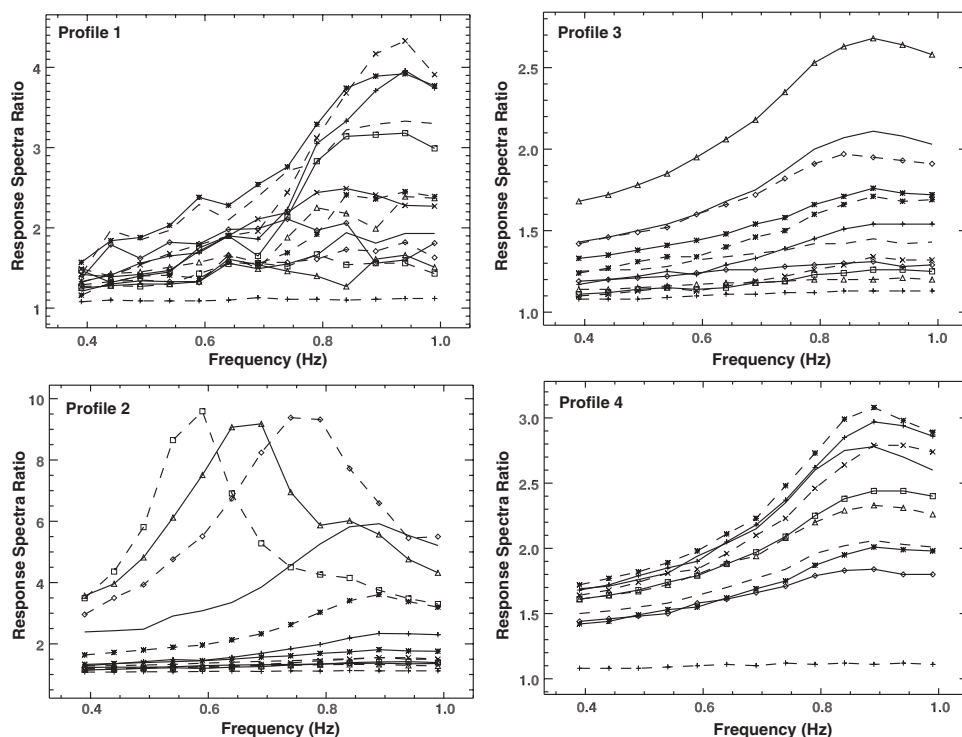 Profile 1
Response Spectra Ratio
4
3
2
1
0.4 0.6 0.8 1.0
Frequency (Hz)
Profile 3
Response Spectra Ratio
2.5
2.0
1.5
1.0
0.4 0.6 0.8 1.0
Frequency (Hz)
Profile 2
Response Spectra Ratio
10
8
6
4
2
0.4 0.6 0.8 1.0
Frequency (Hz)
Profile 4
Response Spectra Ratio
3.0
2.5
2.0
1.5
1.0
0.4 0.6 0.8 1.0
Frequency (Hz)